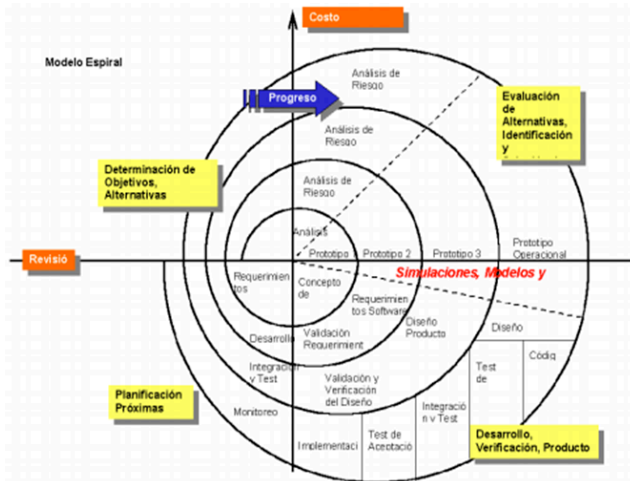 Costo
Modelo Espiral
Análisis de
Riesgo
Progreso
Evaluación
de
Alternativas,
Identificación
y
Análisis de
Riesgo
Determinación de
Objetivos,
Alternativas
Análisis de
Riesgo
Análisis
Prototipo
Prototipo 2
Prototipo 3
Prototipo
Operacional
Revisió
Simulaciones, Modelos y
Requerimien
tos
Concepto
de
Requerimien
tos Software
Diseño
Producto
Diseño
Desarrollo
Validación
Requerimient
Integración
y Test
Test
de
Códig
Validación y
Verificación
del Diseño
Planificación
Próximas
Monitoreo
Integració
n y Test
Implementaci
Test de
Aceptació
Desarrollo,
Verificación, Producto